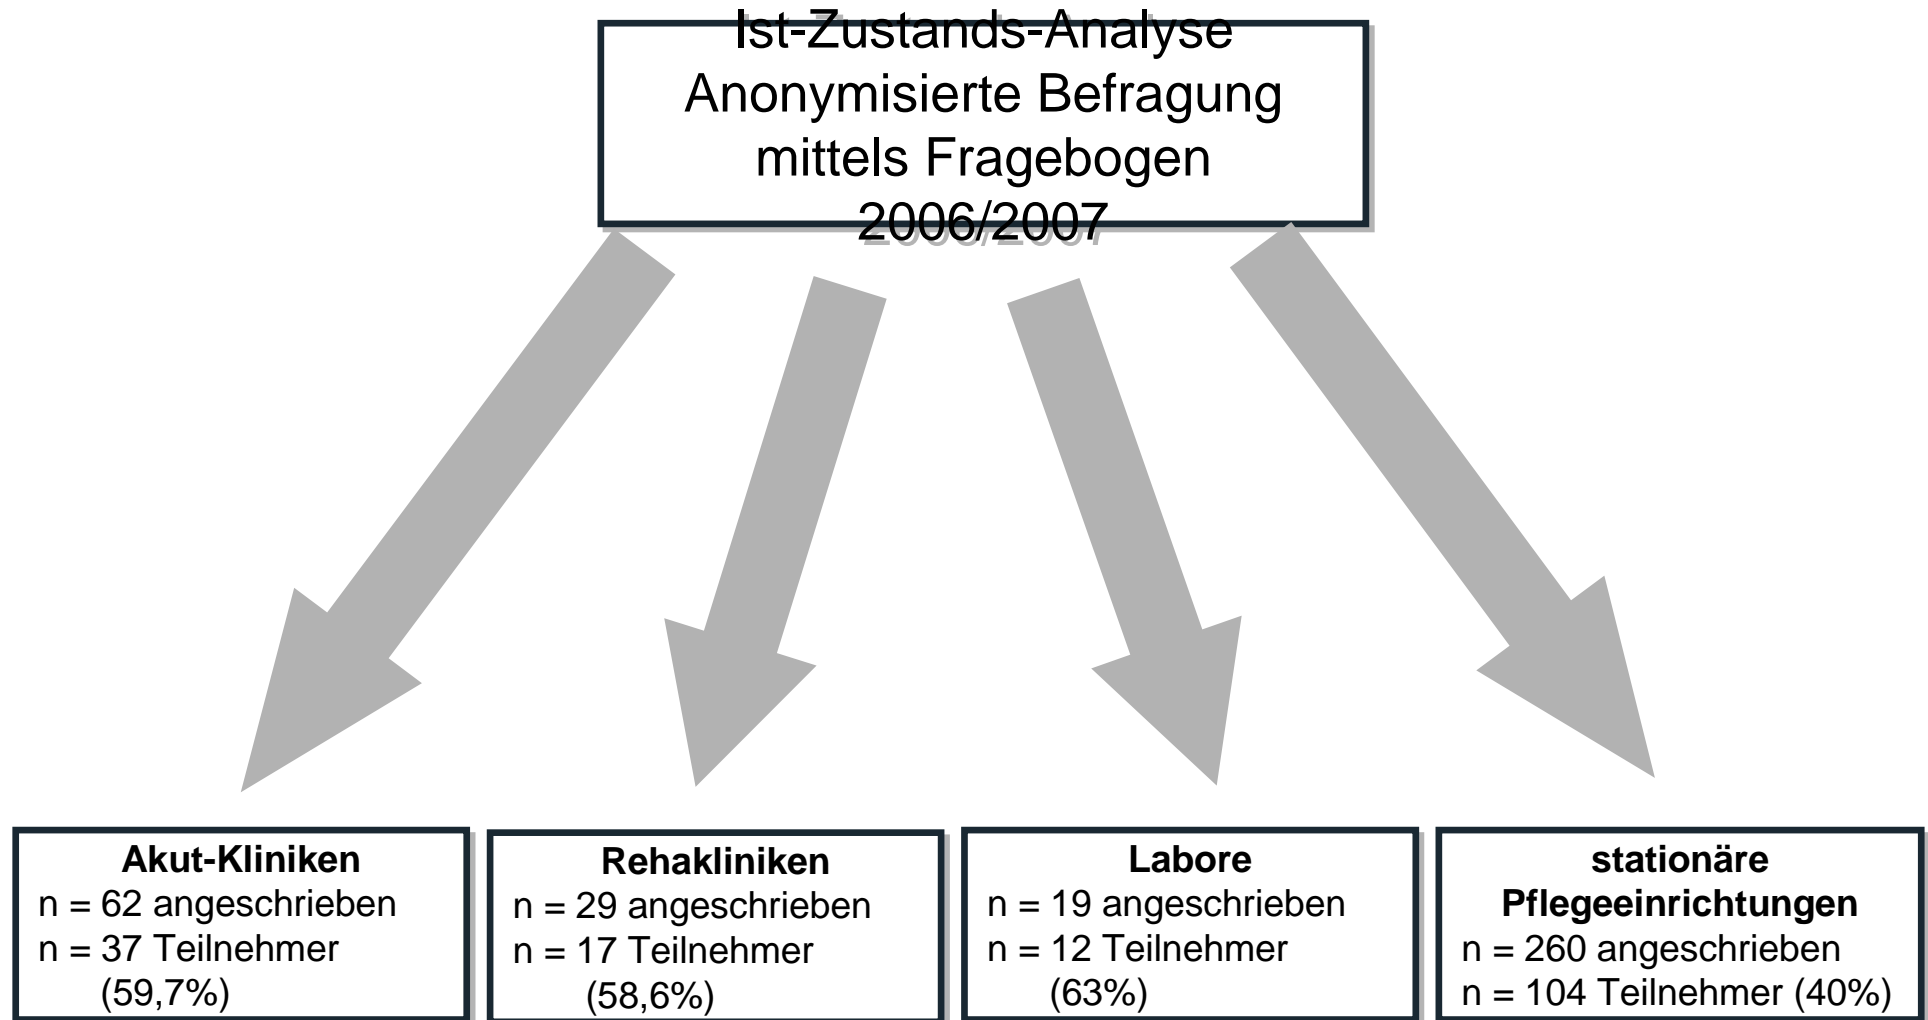 Ist-Zustands-Analyse
Anonymisierte Befragung
mittels Fragebogen
2006/2007
Akut-Kliniken
n = 62 angeschrieben
n = 37 Teilnehmer
(59,7%)
Rehakliniken
n = 29 angeschrieben
n = 17 Teilnehmer
(58,6%)
Labore
n = 19 angeschrieben
n = 12 Teilnehmer
(63%)
stationäre
Pflegeeinrichtungen
n = 260 angeschrieben
n = 104 Teilnehmer (40%)